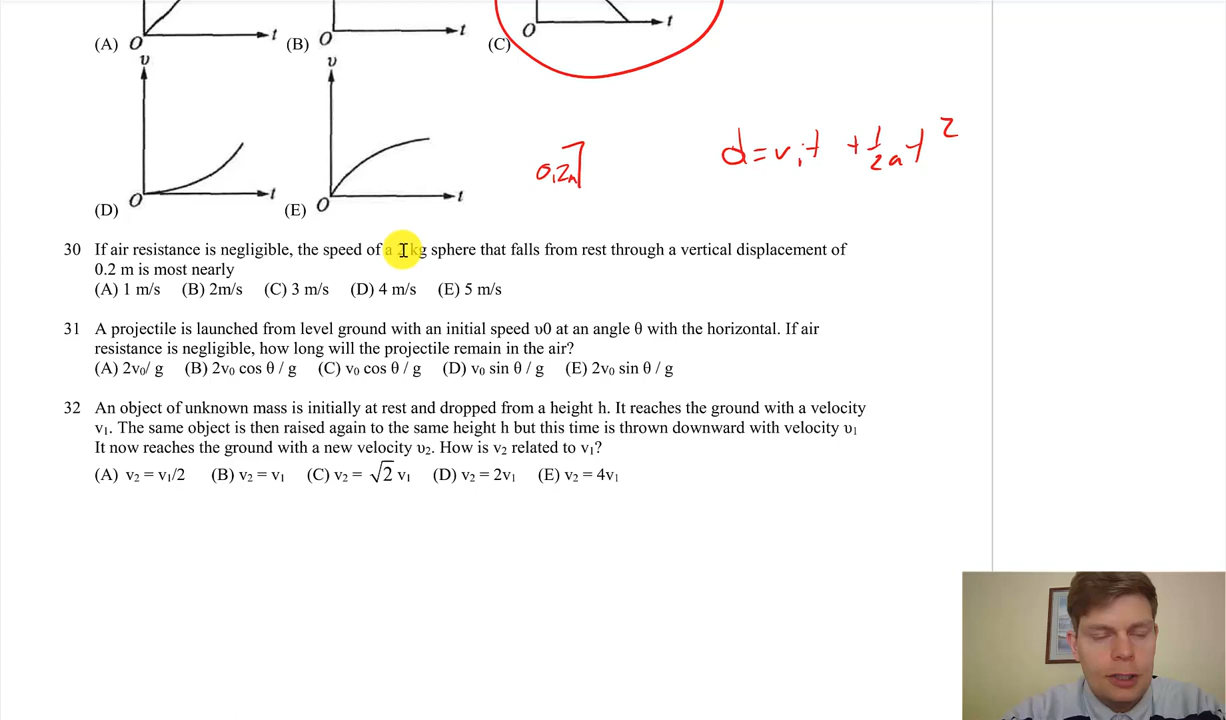 (A) O t (B) O t (C) O t
υ υ
(D) O t (E) O t
0.2m d = vit + 1/2 a t²
30 If air resistance is negligible, the speed of a kg sphere that falls from rest through a vertical displacement of
0.2 m is most nearly
(A) 1 m/s (B) 2m/s (C) 3 m/s (D) 4 m/s (E) 5 m/s
31 A projectile is launched from level ground with an initial speed υ0 at an angle θ with the horizontal. If air
resistance is negligible, how long will the projectile remain in the air?
(A) 2v₀/ g (B) 2v₀ cos θ / g (C) v₀ cos θ / g (D) v₀ sin θ / g (E) 2v₀ sin θ / g
32 An object of unknown mass is initially at rest and dropped from a height h. It reaches the ground with a velocity
v₁. The same object is then raised again to the same height h but this time is thrown downward with velocity υ₁
It now reaches the ground with a new velocity υ₂. How is v₂ related to v₁?
(A) v₂ = v₁/2 (B) v₂ = v₁ (C) v₂ = √2 v₁ (D) v₂ = 2v₁ (E) v₂ = 4v₁